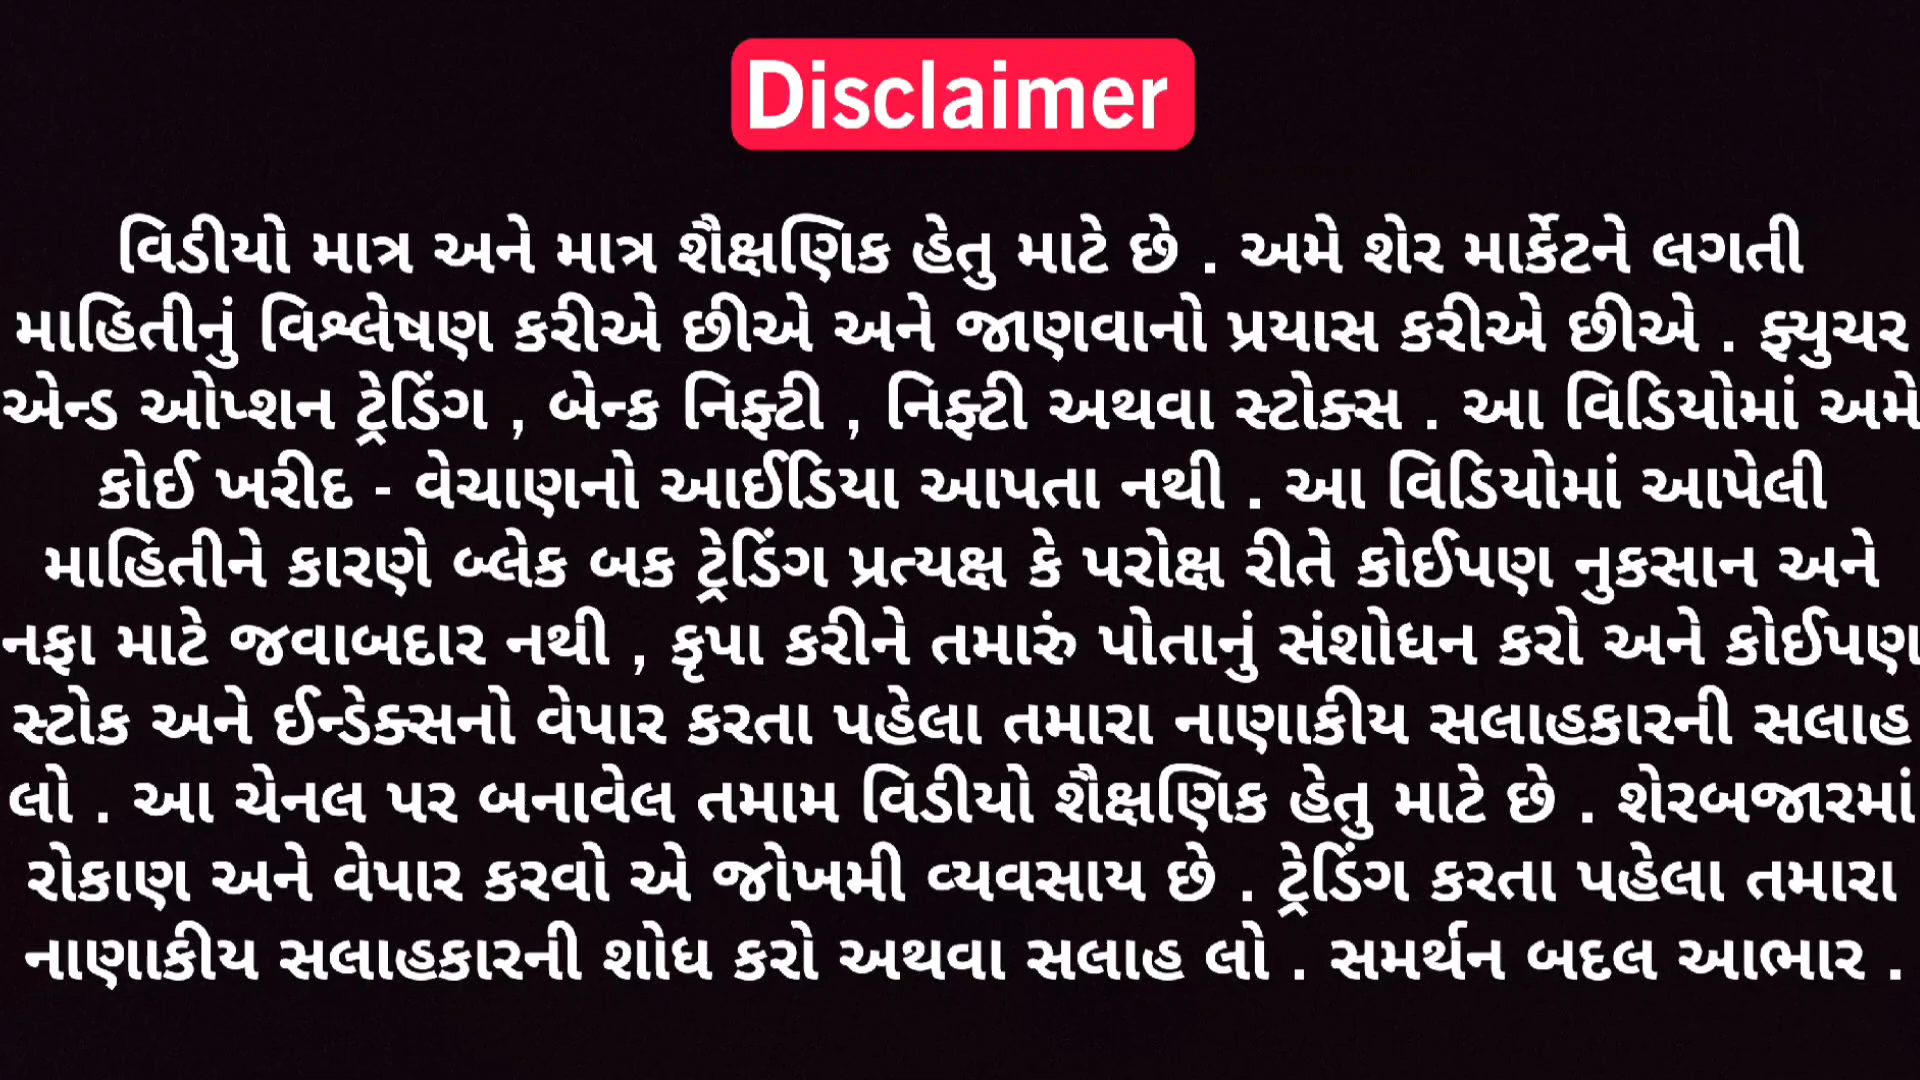 Disclaimer
વિડીયો માત્ર અને માત્ર શૈક્ષણિક હેતુ માટે છે . અમે શેર માર્કેટને લગતી
માહિતીનું વિશ્લેષણ કરીએ છીએ અને જાણવાનો પ્રયાસ કરીએ છીએ . ફ્યુચર
એન્ડ ઓપ્શન ટ્રેડિંગ , બેન્ક નિફ્ટી , નિફ્ટી અથવા સ્ટોક્સ . આ વિડિયોમાં અમે
કોઈ ખરીદ - વેચાણનો આઈડિયા આપતા નથી . આ વિડિયોમાં આપેલી
માહિતીને કારણે બ્લેક બક ટ્રેડિંગ પ્રત્યક્ષ કે પરોક્ષ રીતે કોઈપણ નુકસાન અને
નફા માટે જવાબદાર નથી , કૃપા કરીને તમારું પોતાનું સંશોધન કરો અને કોઈપણ
સ્ટોક અને ઈન્ડેક્સનો વેપાર કરતા પહેલા તમારા નાણાકીય સલાહકારની સલાહ
લો . આ ચેનલ પર બનાવેલ તમામ વિડીયો શૈક્ષણિક હેતુ માટે છે . શેરબજારમાં
રોકાણ અને વેપાર કરવો એ જોખમી વ્યવસાય છે . ટ્રેડિંગ કરતા પહેલા તમારા
નાણાકીય સલાહકારની શોધ કરો અથવા સલાહ લો . સમર્થન બદલ આભાર .